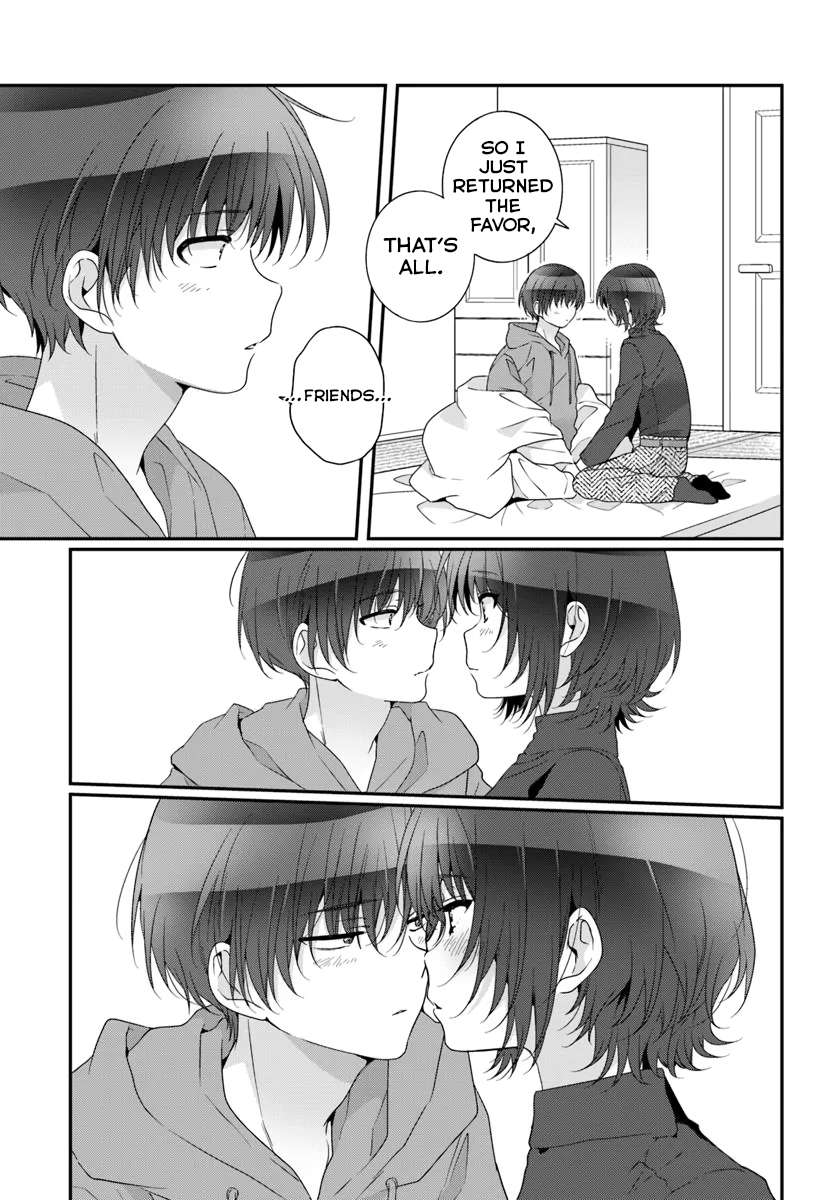 SO I
JUST
RETURNED
THE
FAVOR,
THAT'S
ALL.
...FRIENDS...